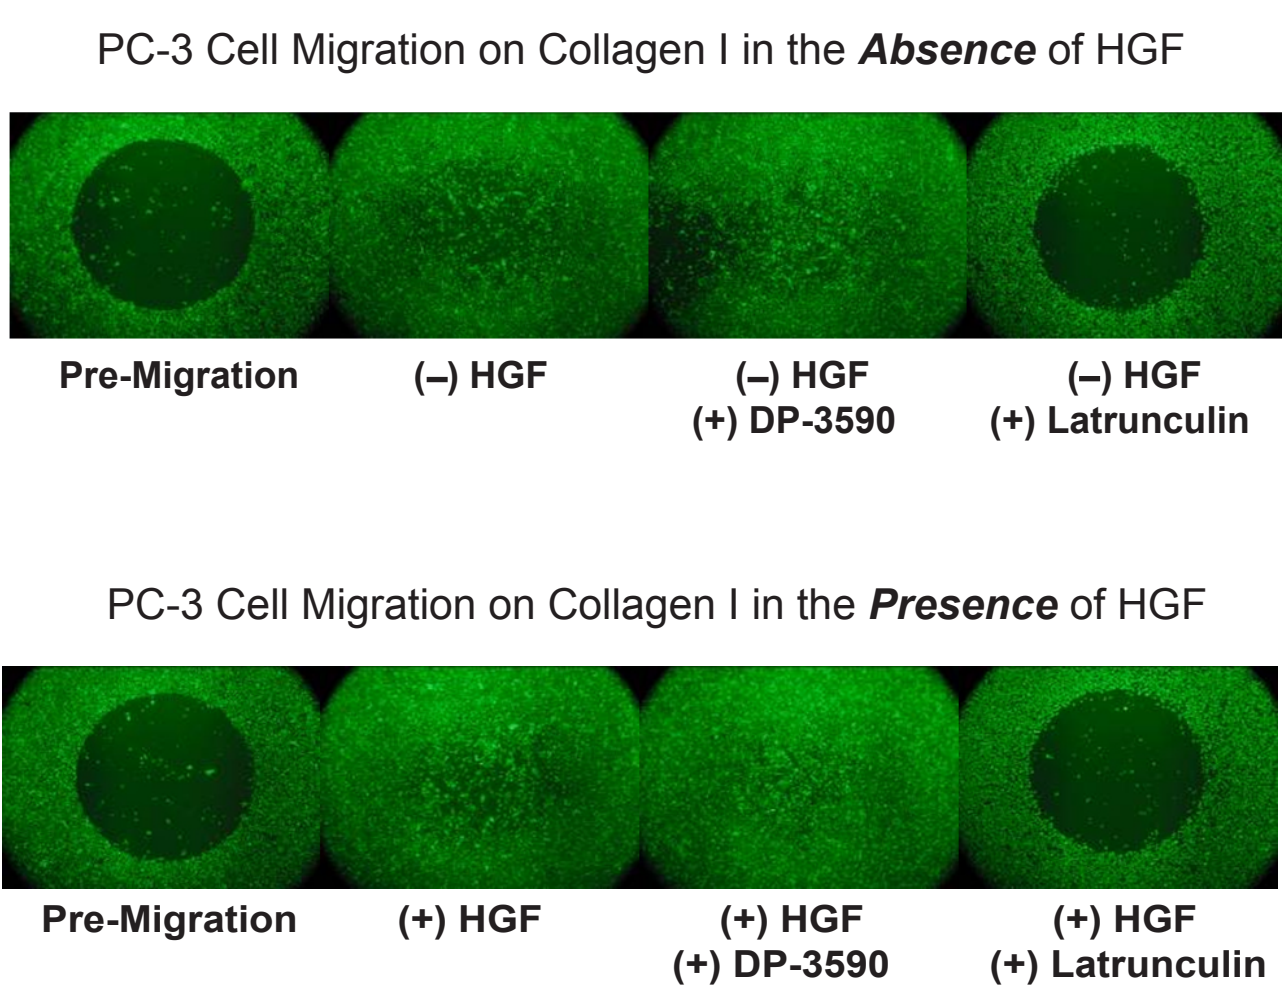 PC-3 Cell Migration on Collagen I in the Absence of HGF
Pre-Migration
(–) HGF
(–) HGF
(+) DP-3590
(–) HGF
(+) Latrunculin
PC-3 Cell Migration on Collagen I in the Presence of HGF
Pre-Migration
(+) HGF
(+) HGF
(+) DP-3590
(+) HGF
(+) Latrunculin